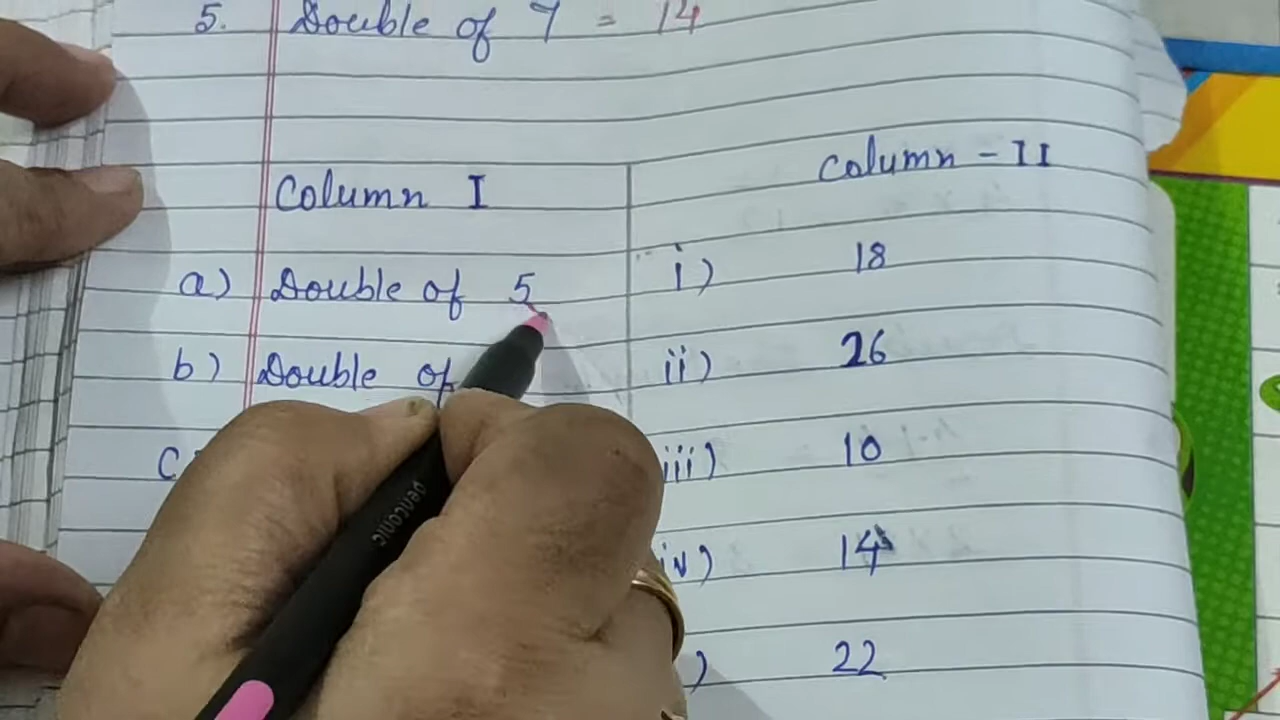 5. Double of 7 = 14
Column I Column - II
a) Double of 5 i) 18
b) Double of ii) 26
c iii) 10
iv) 14
) 22
pentonic